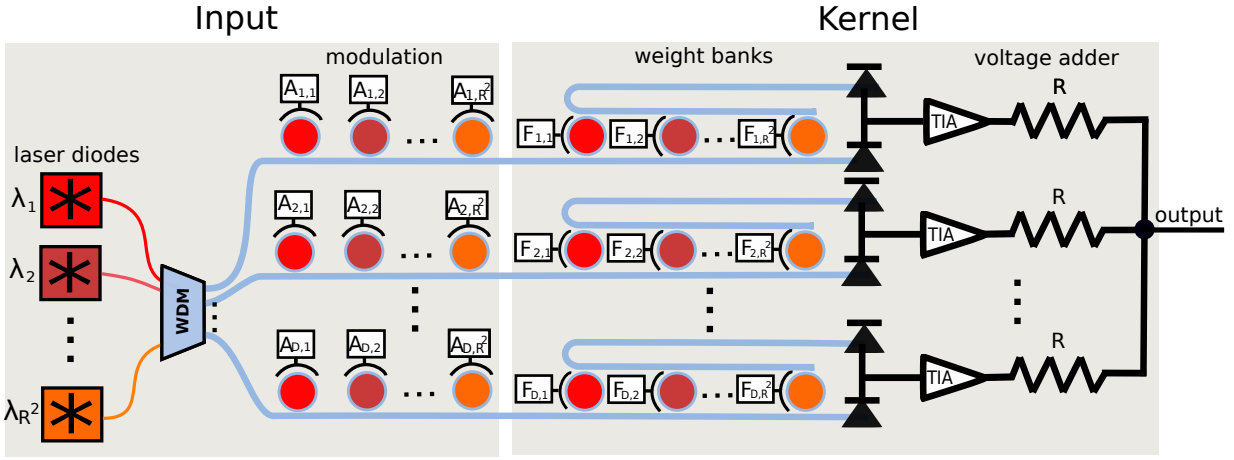 Input
Kernel
modulation
weight banks
voltage adder
laser diodes
λ1
λ2
λR²
WDM
A1,1 A1,2 ... A1,R²
A2,1 A2,2 ... A2,R²
AD,1 AD,2 ... AD,R²
F1,1 F1,2 ... F1,R²
F2,1 F2,2 ... F2,R²
FD,1 FD,2 ... FD,R²
TIA R
TIA R
TIA R
output